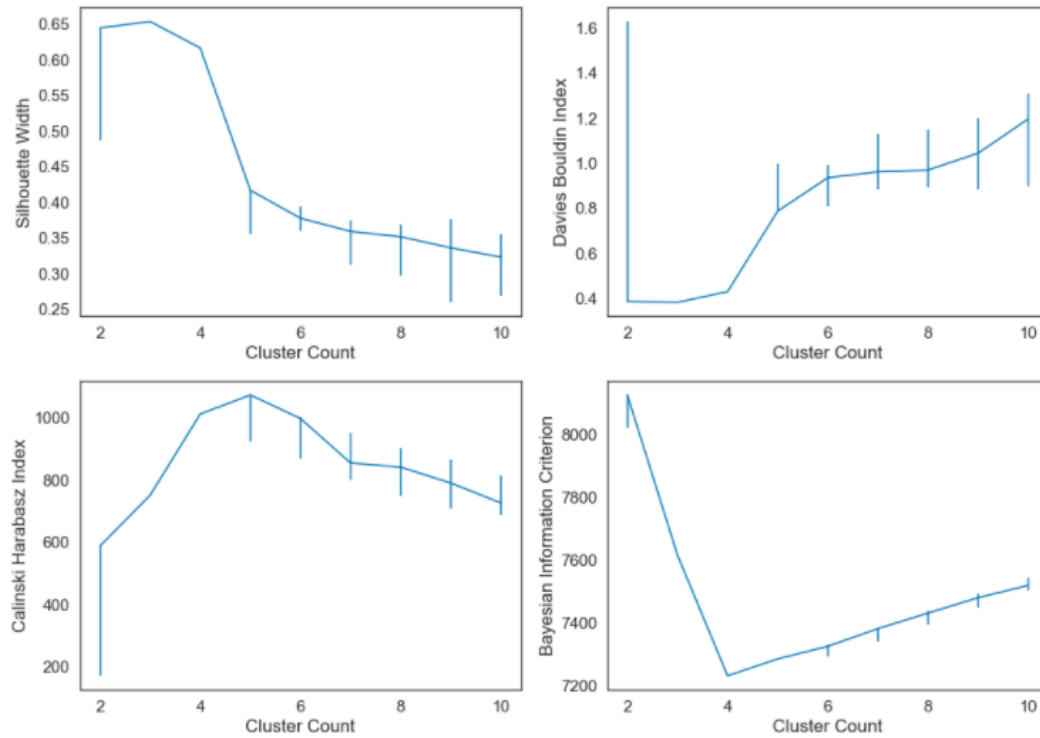 Silhouette Width
0.65
0.60
0.55
0.50
0.45
0.40
0.35
0.30
0.25
2 4 6 8 10
Cluster Count
Davies Bouldin Index
1.6
1.4
1.2
1.0
0.8
0.6
0.4
2 4 6 8 10
Cluster Count
Calinski Harabasz Index
1000
800
600
400
200
2 4 6 8 10
Cluster Count
Bayesian Information Criterion
8000
7800
7600
7400
7200
2 4 6 8 10
Cluster Count